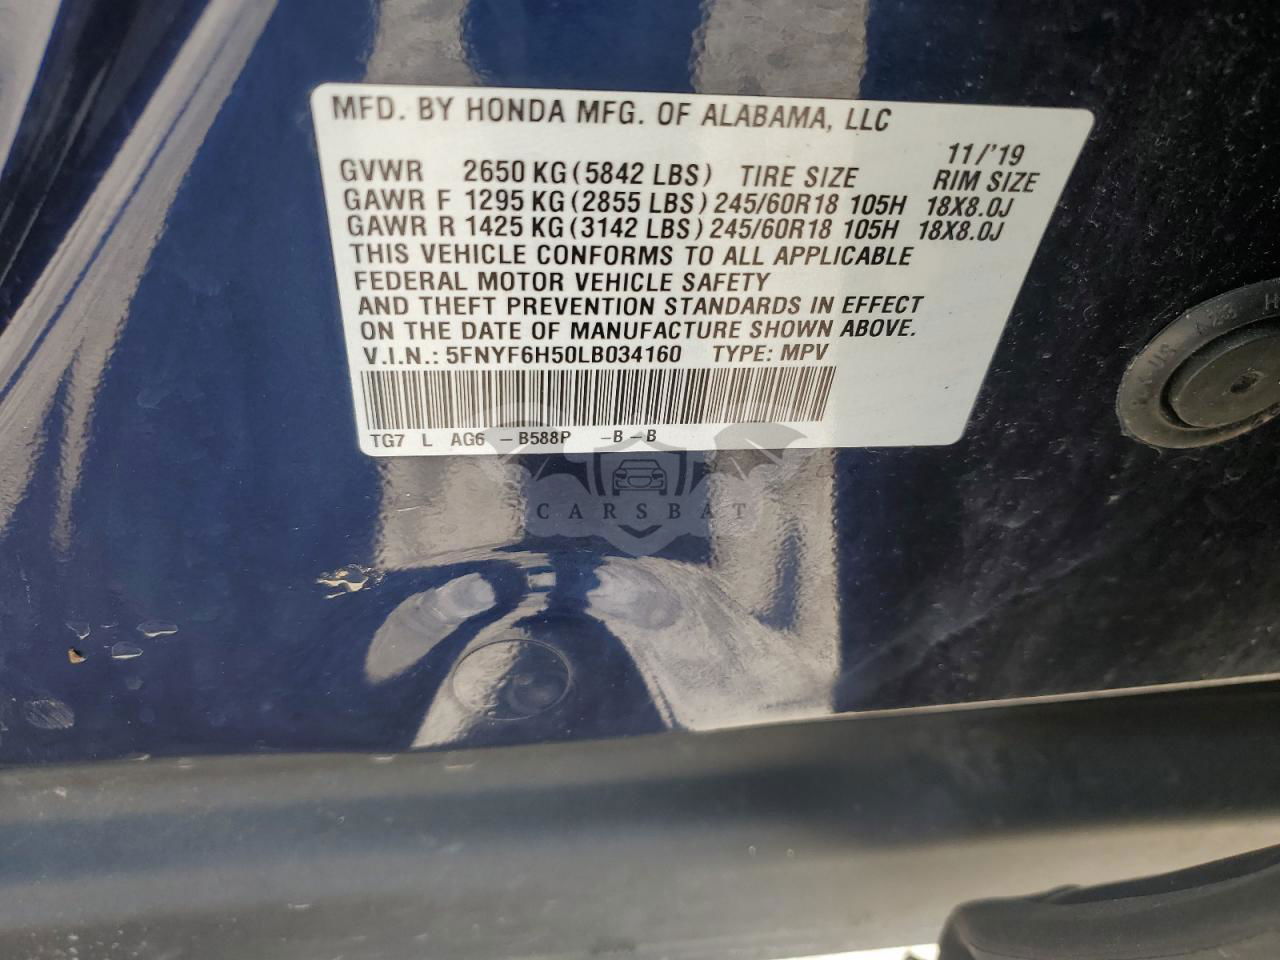 MFD. BY HONDA MFG. OF ALABAMA, LLC
11/'19
GVWR 2650 KG (5842 LBS) TIRE SIZE RIM SIZE
GAWR F 1295 KG (2855 LBS) 245/60R18 105H 18X8.0J
GAWR R 1425 KG (3142 LBS) 245/60R18 105H 18X8.0J
THIS VEHICLE CONFORMS TO ALL APPLICABLE
FEDERAL MOTOR VEHICLE SAFETY
AND THEFT PREVENTION STANDARDS IN EFFECT
ON THE DATE OF MANUFACTURE SHOWN ABOVE.
V.I.N.: 5FNYF6H50LB034160 TYPE: MPV
TG7 L AG6 -B588P -B-B
CARSBAT